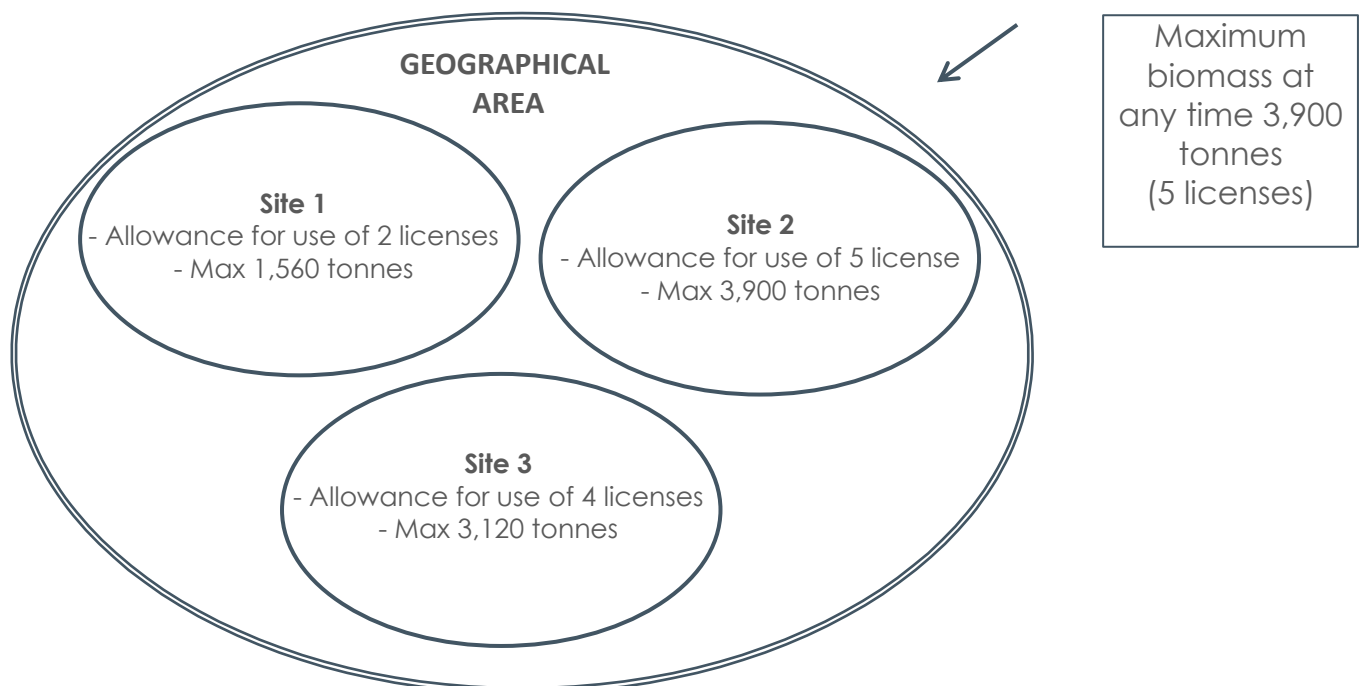 GEOGRAPHICAL
AREA
Site 1
- Allowance for use of 2 licenses
- Max 1,560 tonnes
Site 2
- Allowance for use of 5 license
- Max 3,900 tonnes
Site 3
- Allowance for use of 4 licenses
- Max 3,120 tonnes
Maximum
biomass at
any time 3,900
tonnes
(5 licenses)